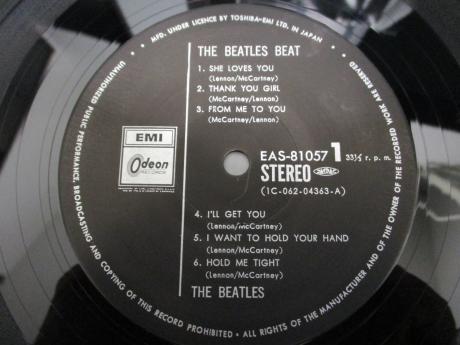 MFD. UNDER LICENCE BY TOSHIBA-EMI LTD. IN JAPAN
THE BEATLES BEAT
1. SHE LOVES YOU
(Lennon/McCartney)
2. THANK YOU GIRL
(McCartney/Lennon)
3. FROM ME TO YOU
(McCartney/Lennon)
EMI
Odeon
EAS-81057 1 33⅓ r. p. m.
STEREO
(1C-062-04363-A)
4. I'LL GET YOU
(Lennon/McCartney)
5. I WANT TO HOLD YOUR HAND
(Lennon/McCartney)
6. HOLD ME TIGHT
(Lennon/McCartney)
THE BEATLES
UNAUTHORIZED PUBLIC PERFORMANCE, BROADCASTING AND COPYING OF THIS RECORD PROHIBITED • ALL RIGHTS OF THE MANUFACTURER AND OF THE OWNER OF THE RECORDED WORK ARE RESERVED